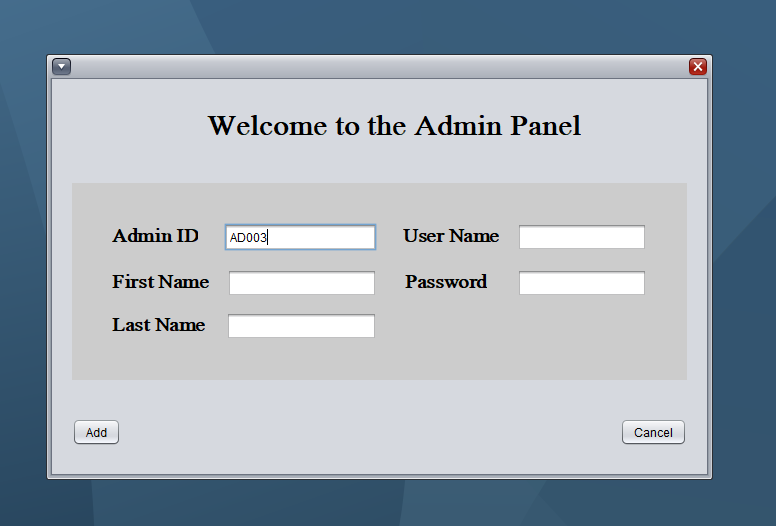 Welcome to the Admin Panel
Admin ID AD003 User Name
First Name Password
Last Name
Add Cancel